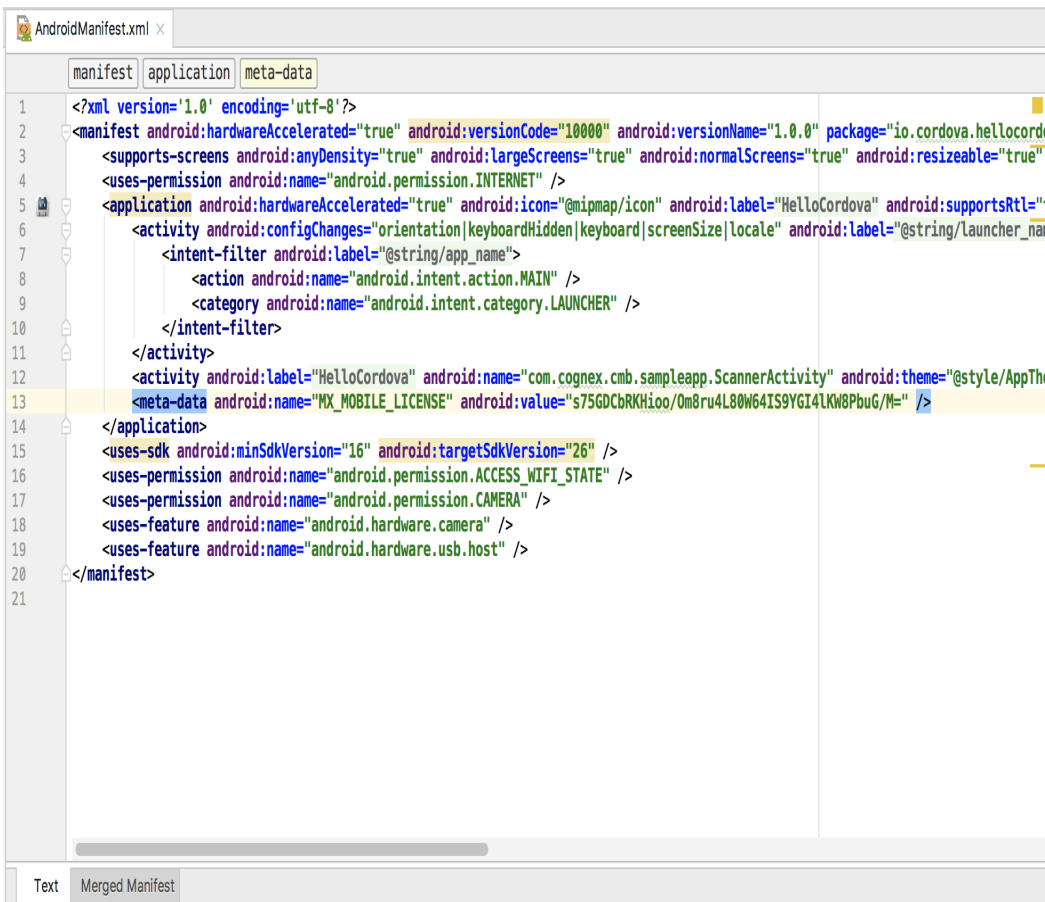 AndroidManifest.xml
manifest application meta-data
1 <?xml version='1.0' encoding='utf-8'?>
2 <manifest android:hardwareAccelerated="true" android:versionCode="10000" android:versionName="1.0.0" package="io.cordova.hellocord
3 <supports-screens android:anyDensity="true" android:largeScreens="true" android:normalScreens="true" android:resizeable="true"
4 <uses-permission android:name="android.permission.INTERNET" />
5 <application android:hardwareAccelerated="true" android:icon="@mipmap/icon" android:label="HelloCordova" android:supportsRtl="
6 <activity android:configChanges="orientation|keyboardHidden|keyboard|screenSize|locale" android:label="@string/launcher_na
7 <intent-filter android:label="@string/app_name">
8 <action android:name="android.intent.action.MAIN" />
9 <category android:name="android.intent.category.LAUNCHER" />
10 </intent-filter>
11 </activity>
12 <activity android:label="HelloCordova" android:name="com.cognex.cmb.sampleapp.ScannerActivity" android:theme="@style/AppTh
13 <meta-data android:name="MX_MOBILE_LICENSE" android:value="s75GDCbRKHioo/Om8ru4L80W64IS9YGI4lKW8PbuG/M=" />
14 </application>
15 <uses-sdk android:minSdkVersion="16" android:targetSdkVersion="26" />
16 <uses-permission android:name="android.permission.ACCESS_WIFI_STATE" />
17 <uses-permission android:name="android.permission.CAMERA" />
18 <uses-feature android:name="android.hardware.camera" />
19 <uses-feature android:name="android.hardware.usb.host" />
20 </manifest>
21
Text Merged Manifest